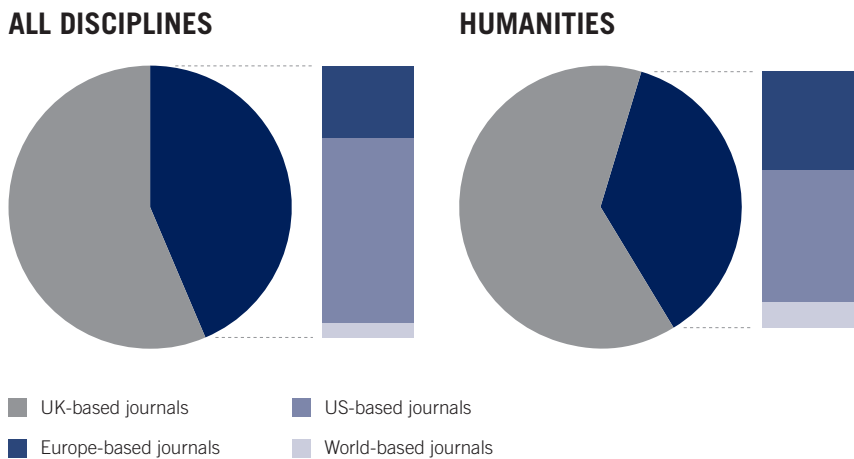 ALL DISCIPLINES
HUMANITIES
UK-based journals
US-based journals
Europe-based journals
World-based journals